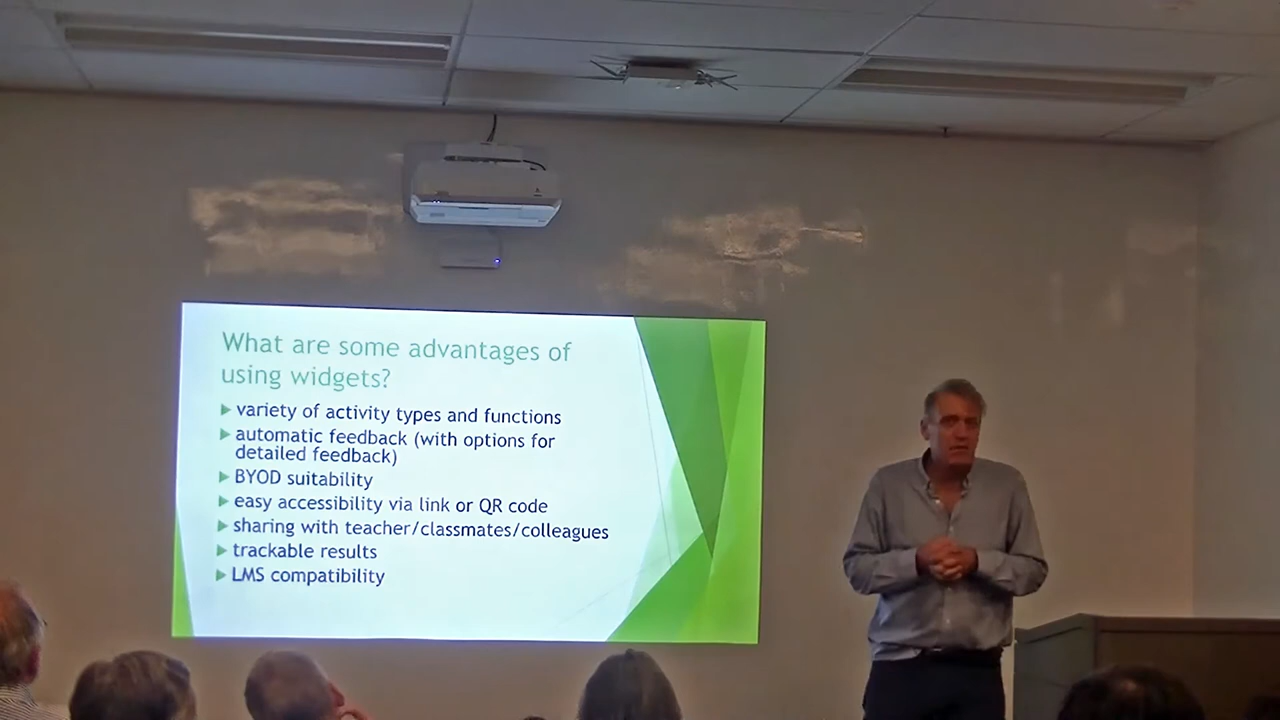 What are some advantages of
using widgets?
variety of activity types and functions
automatic feedback (with options for
detailed feedback)
BYOD suitability
easy accessibility via link or QR code
sharing with teacher/classmates/colleagues
trackable results
LMS compatibility